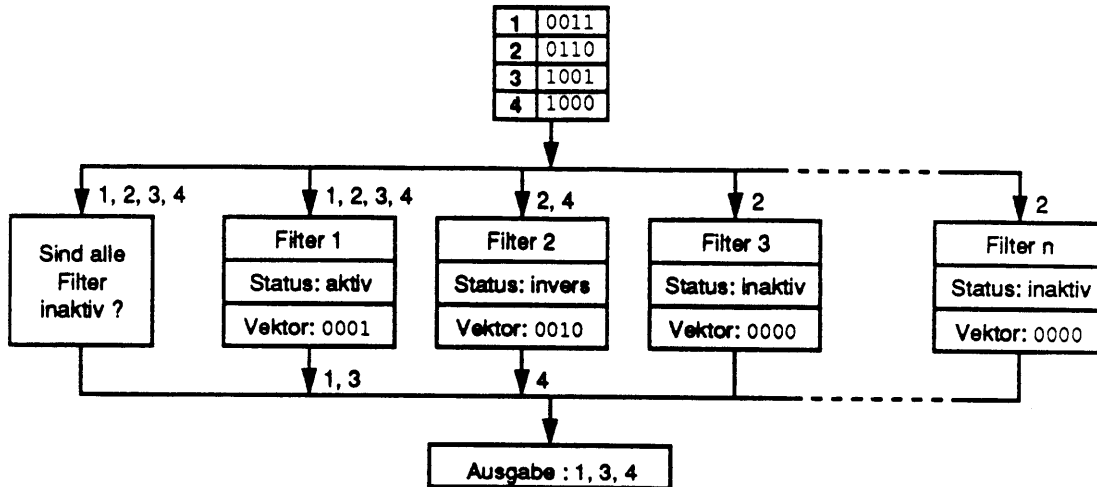 1 0011
2 0110
3 1001
4 1000
1, 2, 3, 4
1, 2, 3, 4
2, 4
2
2
Sind alle
Filter
inaktiv ?
Filter 1
Status: aktiv
Vektor: 0001
Filter 2
Status: invers
Vektor: 0010
Filter 3
Status: inaktiv
Vektor: 0000
Filter n
Status: inaktiv
Vektor: 0000
1, 3
4
Ausgabe : 1, 3, 4